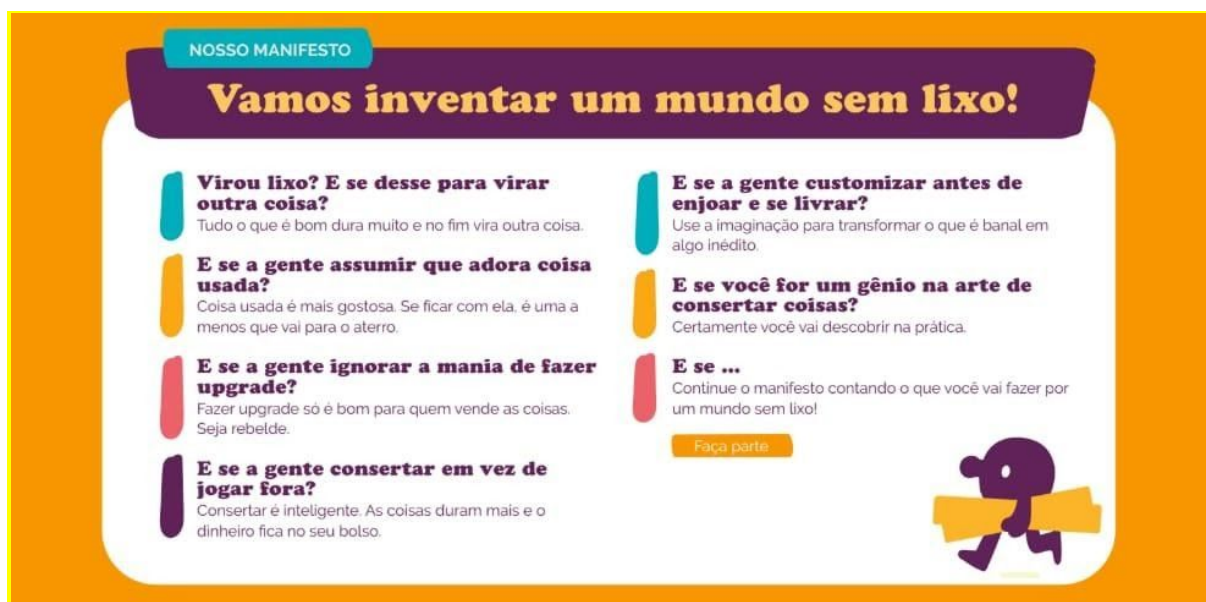 NOSSO MANIFESTO
Vamos inventar um mundo sem lixo!
Virou lixo? E se desse para virar
outra coisa?
Tudo o que é bom dura muito e no fim vira outra coisa.
E se a gente assumir que adora coisa
usada?
Coisa usada é mais gostosa. Se ficar com ela, é uma a
menos que vai para o aterro.
E se a gente ignorar a mania de fazer
upgrade?
Fazer upgrade só é bom para quem vende as coisas.
Seja rebelde.
E se a gente consertar em vez de
jogar fora?
Consertar é inteligente. As coisas duram mais e o
dinheiro fica no seu bolso.
E se a gente customizar antes de
enjoar e se livrar?
Use a imaginação para transformar o que é banal em
algo inédito.
E se você for um gênio na arte de
consertar coisas?
Certamente você vai descobrir na prática.
E se ...
Continue o manifesto contando o que você vai fazer por
um mundo sem lixo!
Faça parte